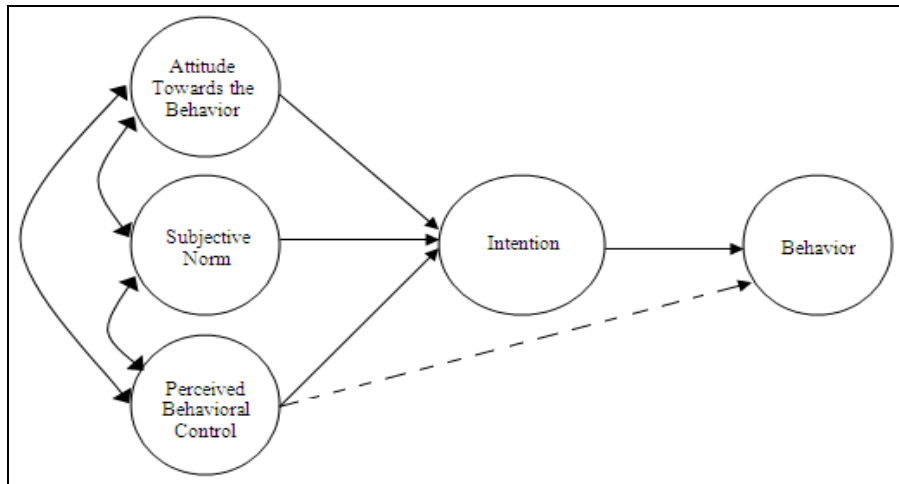 Attitude
Towards the
Behavior
Subjective
Norm
Intention
Behavior
Perceived
Behavioral
Control